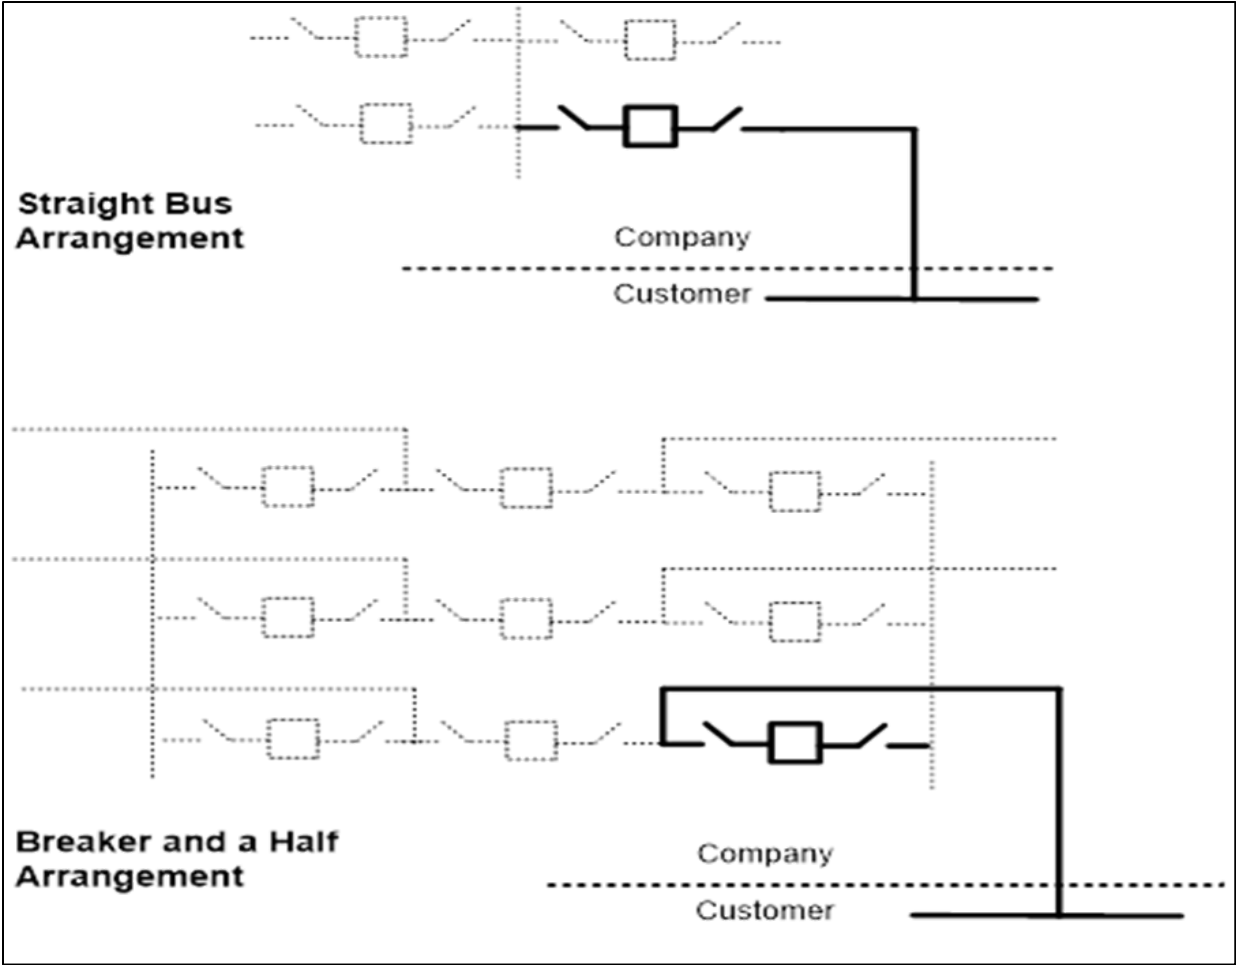 Straight Bus
Arrangement
Company
Customer
Breaker and a Half
Arrangement
Company
Customer